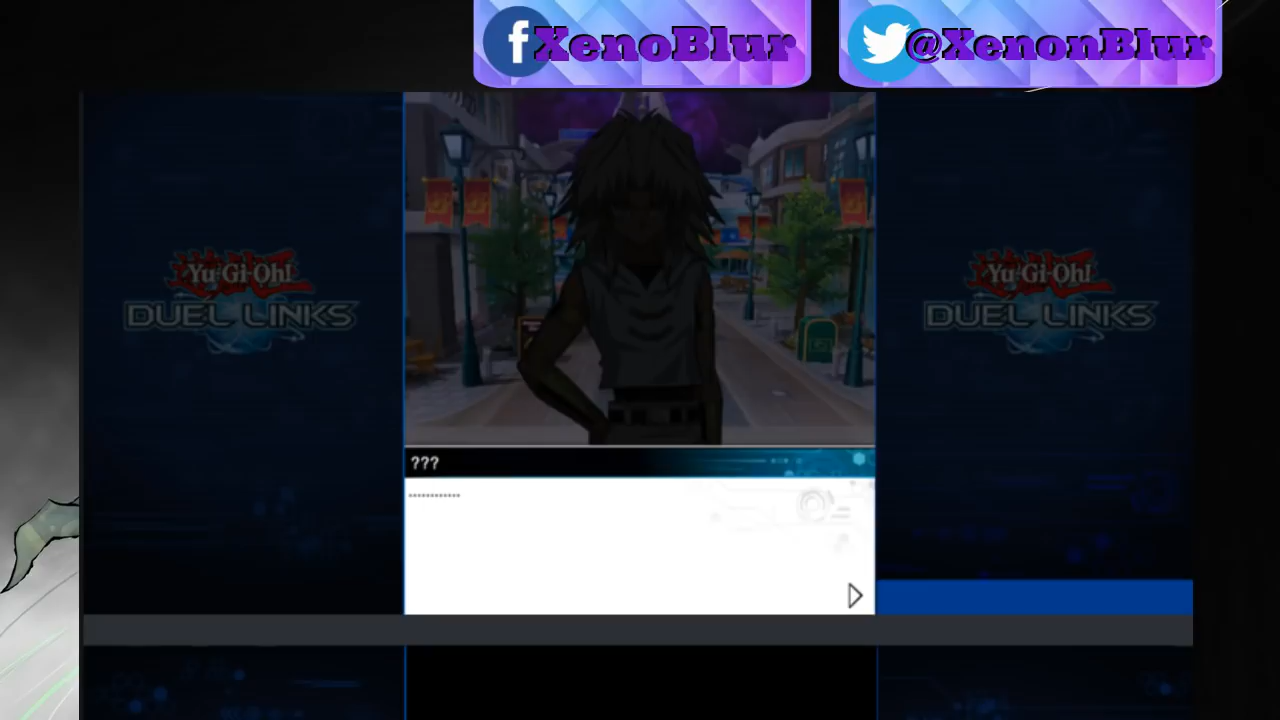 XenoBlur
@XenonBlur
Yu-Gi-Oh!
DUEL LINKS
Yu-Gi-Oh!
DUEL LINKS
???
............